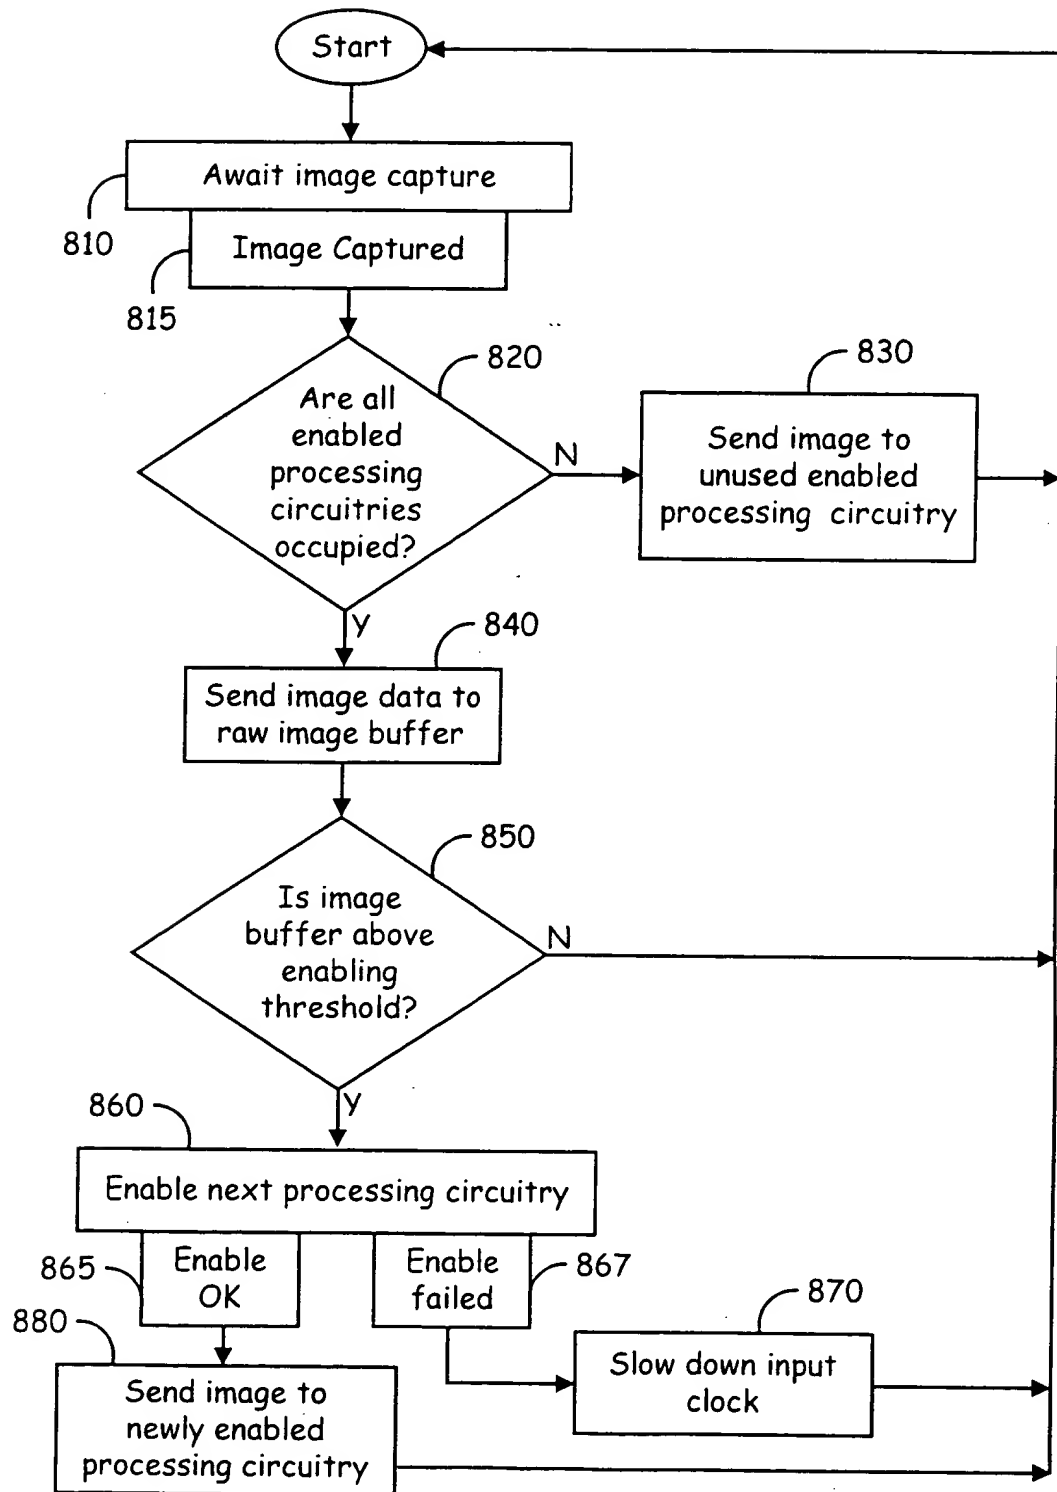 Start
Await image capture
810
Image Captured
815
820
830
Are all
enabled
processing
circuitries
occupied?
N
Send image to
unused enabled
processing circuitry
Y
840
Send image data to
raw image buffer
850
Is image
buffer above
enabling
threshold?
N
Y
860
Enable next processing circuitry
865
Enable
OK
Enable
failed
867
870
880
Slow down input
clock
Send image to
newly enabled
processing circuitry